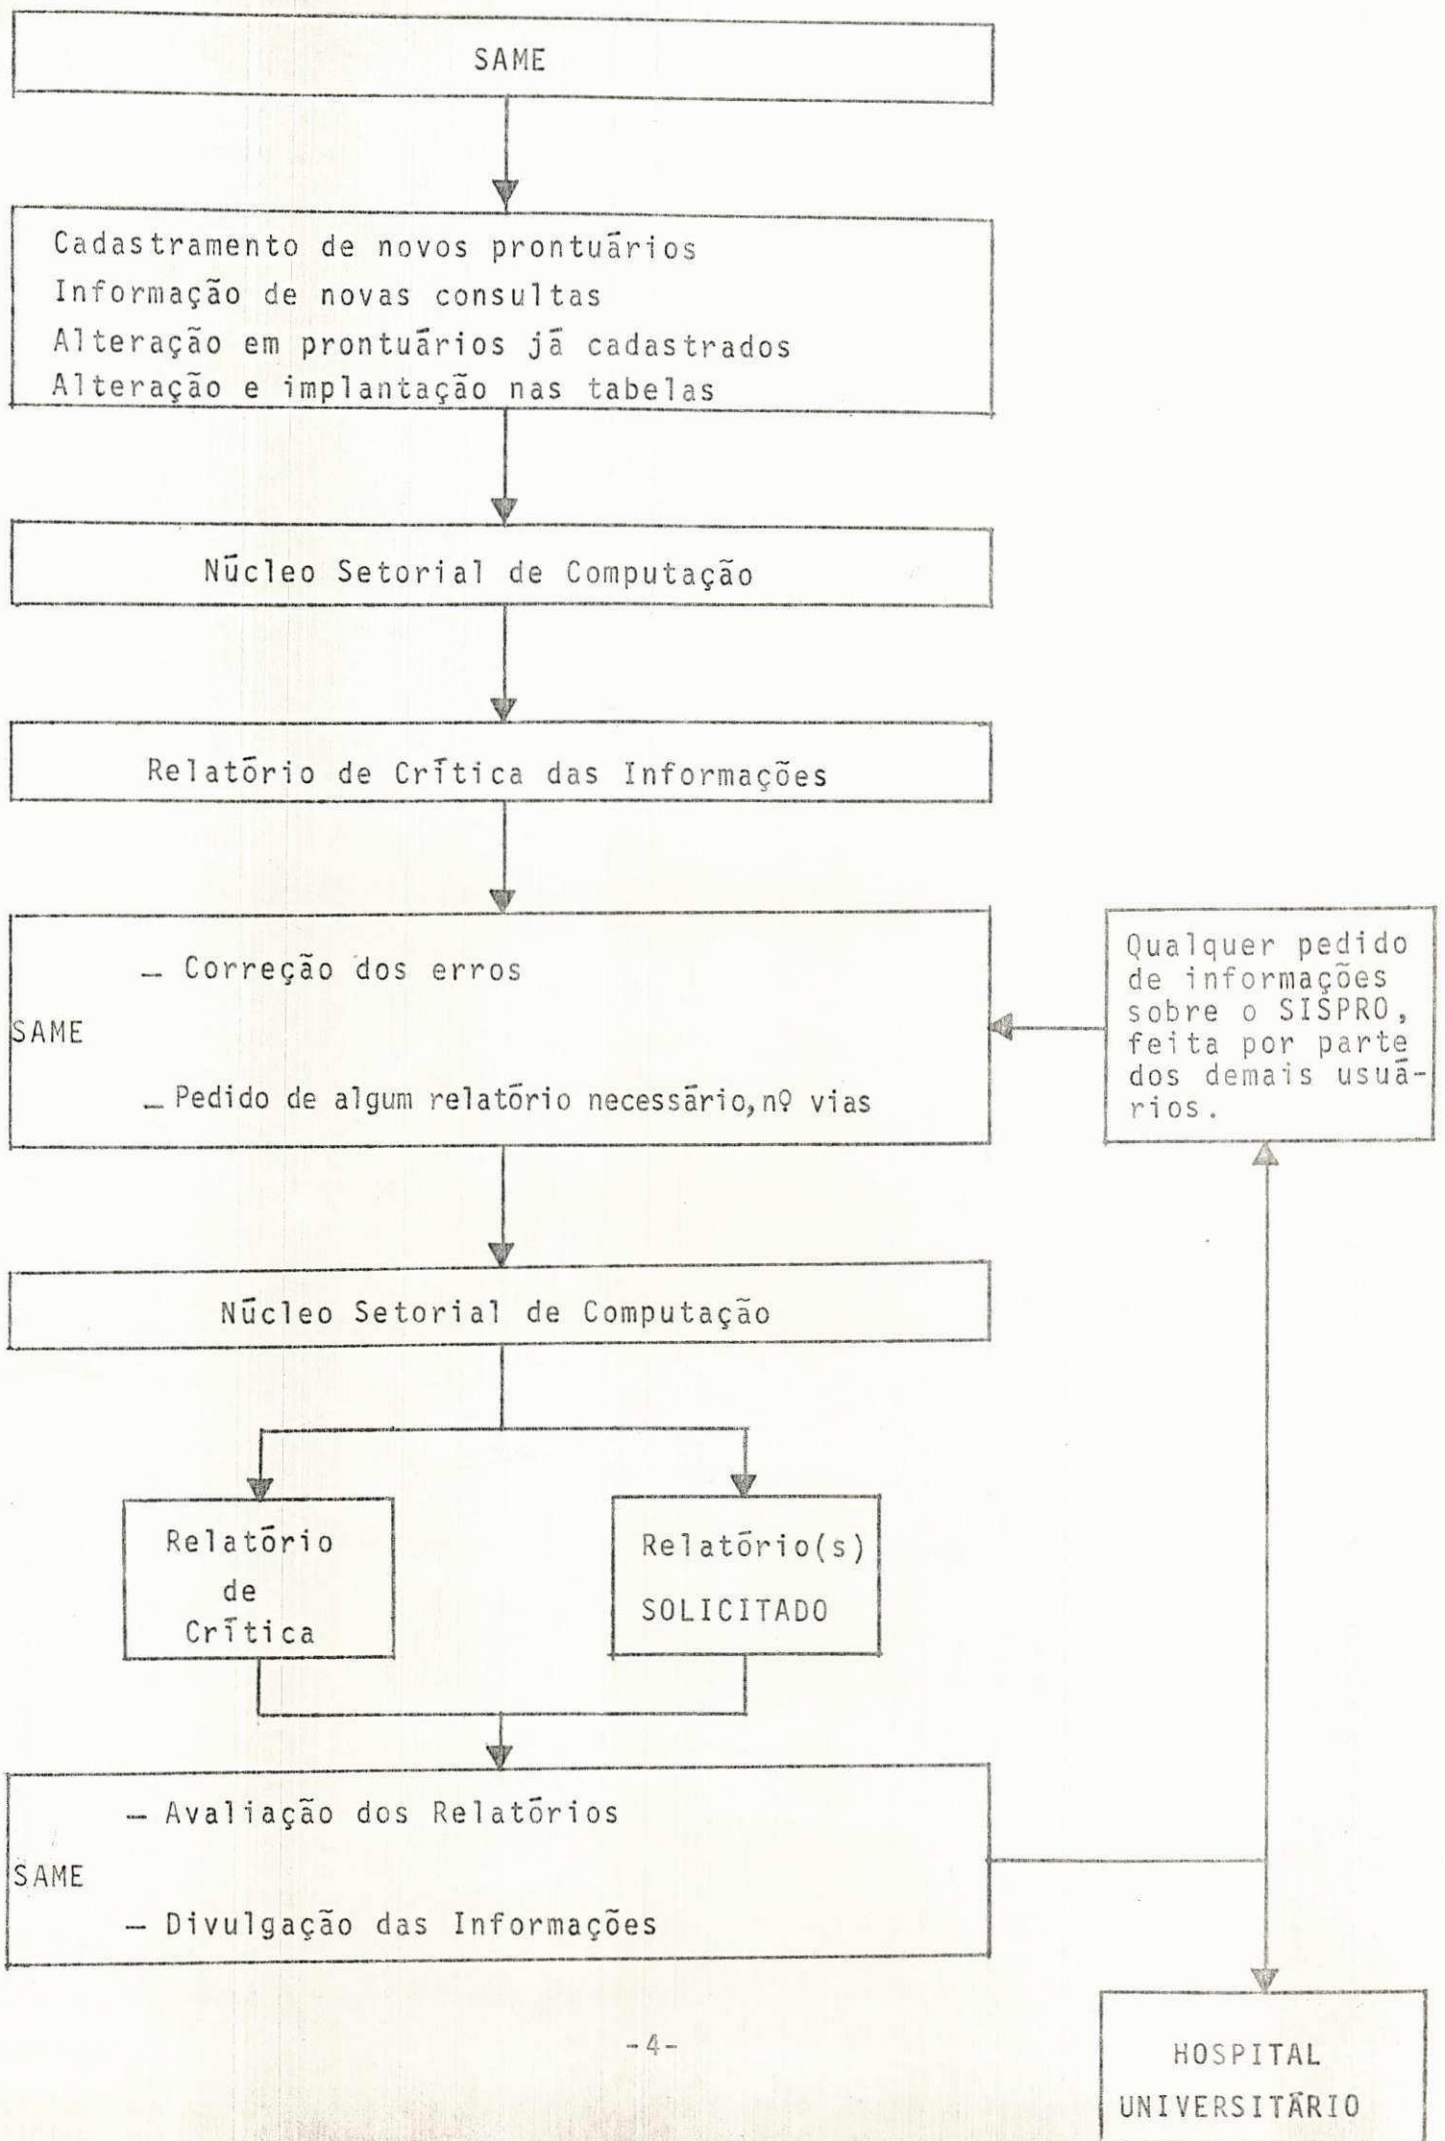 SAME
Cadastramento de novos prontuários
Informação de novas consultas
Alteração em prontuários já cadastrados
Alteração e implantação nas tabelas
Núcleo Setorial de Computação
Relatório de Crítica das Informações
— Correção dos erros
SAME
— Pedido de algum relatório necessário, nº vias
Qualquer pedido
de informações
sobre o SISPRO,
feita por parte
dos demais usuá-
rios.
Núcleo Setorial de Computação
Relatório
de
Crítica
Relatório(s)
SOLICITADO
— Avaliação dos Relatórios
SAME
— Divulgação das Informações
HOSPITAL
UNIVERSITÁRIO
-4-